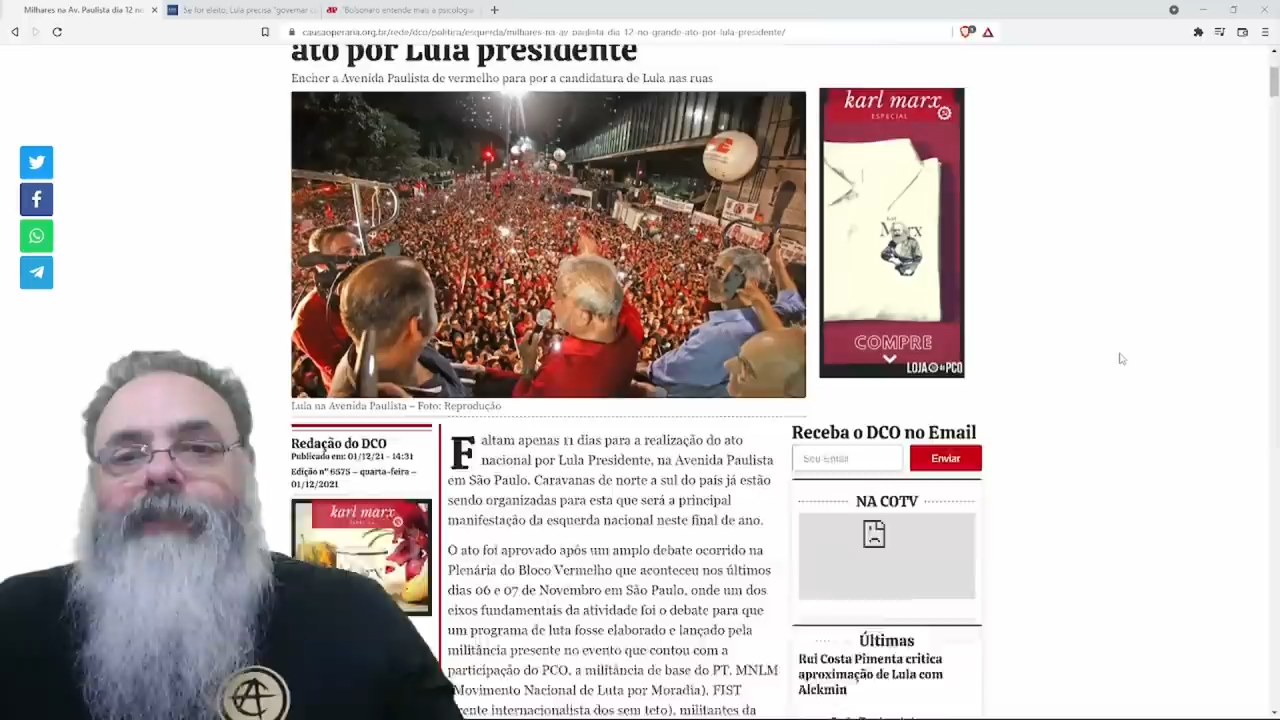 Milhares na Av. Paulista dia 12 no
Se for eleito, Lula precisa "governar c
"Bolsonaro entende mais a psicologia
causaoperaria.org.br/rede/dco/politica/esquerda/milhares-na-av-paulista-dia-12-no-grande-ato-por-lula-presidente/
ato por Lula presidente
Encher a Avenida Paulista de vermelho para por a candidatura de Lula nas ruas
karl marx
ESPECIAL
Marx
COMPRE
LOJA DO PCO
Lula na Avenida Paulista – Foto: Reprodução
Redação do DCO
Publicado em: 01/12/21 - 14:31
Edição nº 6575 – quarta-feira –
01/12/2021
karl marx
Faltam apenas 11 dias para a realização do ato
nacional por Lula Presidente, na Avenida Paulista
em São Paulo. Caravanas de norte a sul do país já estão
sendo organizadas para esta que será a principal
manifestação da esquerda nacional neste final de ano.
O ato foi aprovado após um amplo debate ocorrido na
Plenária do Bloco Vermelho que aconteceu nos últimos
dias 06 e 07 de Novembro em São Paulo, onde um dos
eixos fundamentais da atividade foi o debate para que
um programa de luta fosse elaborado e lançado pela
militância presente no evento que contou com a
participação do PCO, a militância de base do PT, MNLM
(Movimento Nacional de Luta por Moradia), FIST
frente internacionalista dos sem teto), militantes da
Receba o DCO no Email
Seu Email
Enviar
NA COTV
Últimas
Rui Costa Pimenta critica
aproximação de Lula com
Alckmin